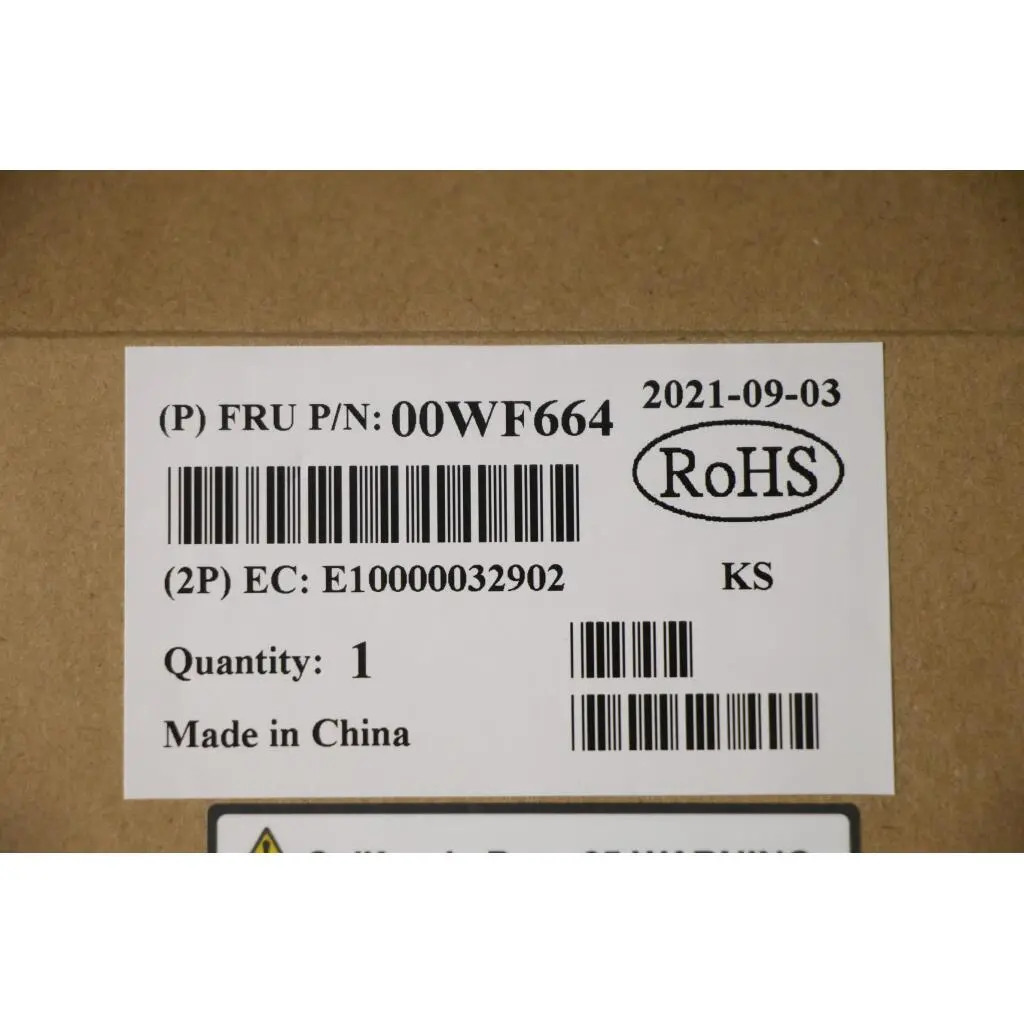 2021-09-03
(P) FRU P/N: 00WF664
RoHS
(2P) EC: E10000032902
KS
Quantity: 1
Made in China